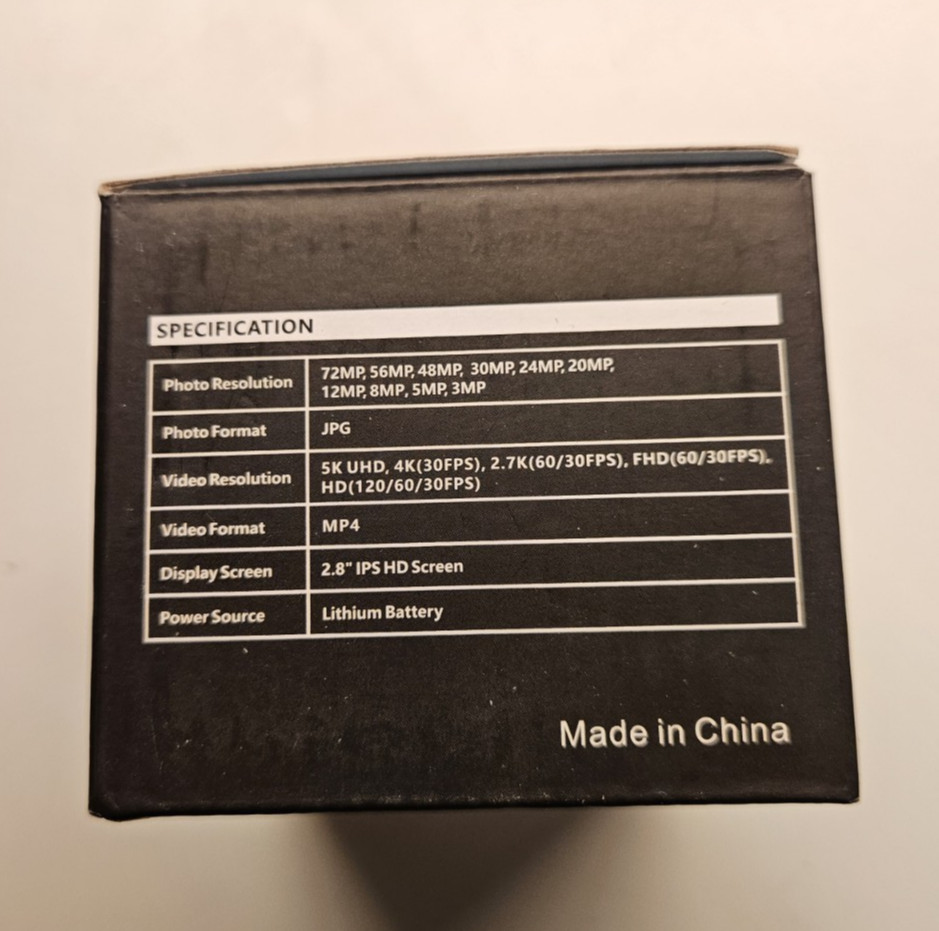 SPECIFICATION
Photo Resolution
72MP, 56MP, 48MP, 30MP, 24MP, 20MP,
12MP, 8MP, 5MP, 3MP
Photo Format
JPG
Video Resolution
5K UHD, 4K(30FPS), 2.7K(60/30FPS), FHD(60/30FPS).
HD(120/60/30FPS)
Video Format
MP4
Display Screen
2.8" IPS HD Screen
Power Source
Lithium Battery
Made in China